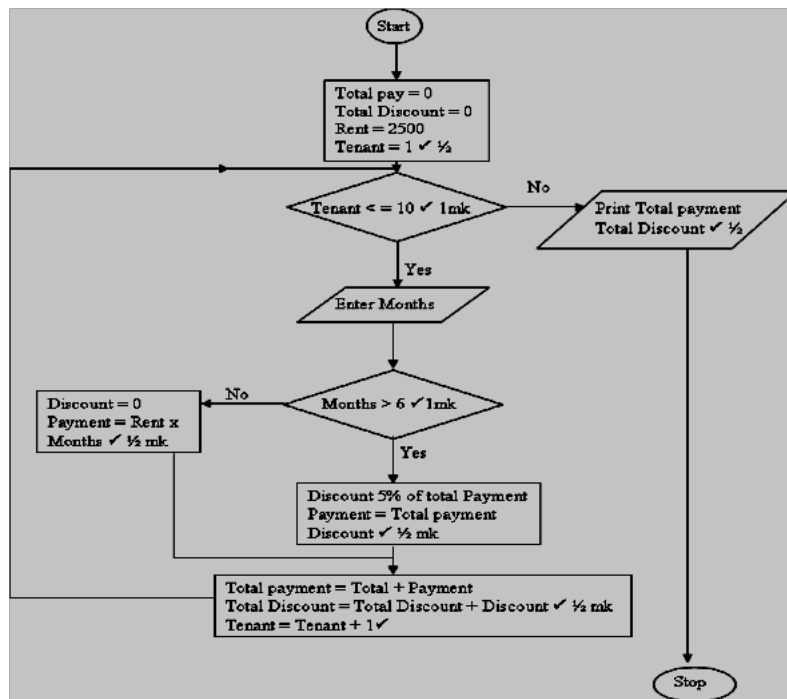 Start
Total pay = 0
Total Discount = 0
Rent = 2500
Tenant = 1 ✓ ½
Tenant < = 10 ✓ 1mk
No
Print Total payment
Total Discount ✓ ½
Yes
Enter Months
Months > 6 ✓1mk
No
Discount = 0
Payment = Rent x
Months ✓ ½ mk
Yes
Discount 5% of total Payment
Payment = Total payment
Discount ✓ ½ mk
Total payment = Total + Payment
Total Discount = Total Discount + Discount ✓ ½ mk
Tenant = Tenant + 1✓
Stop